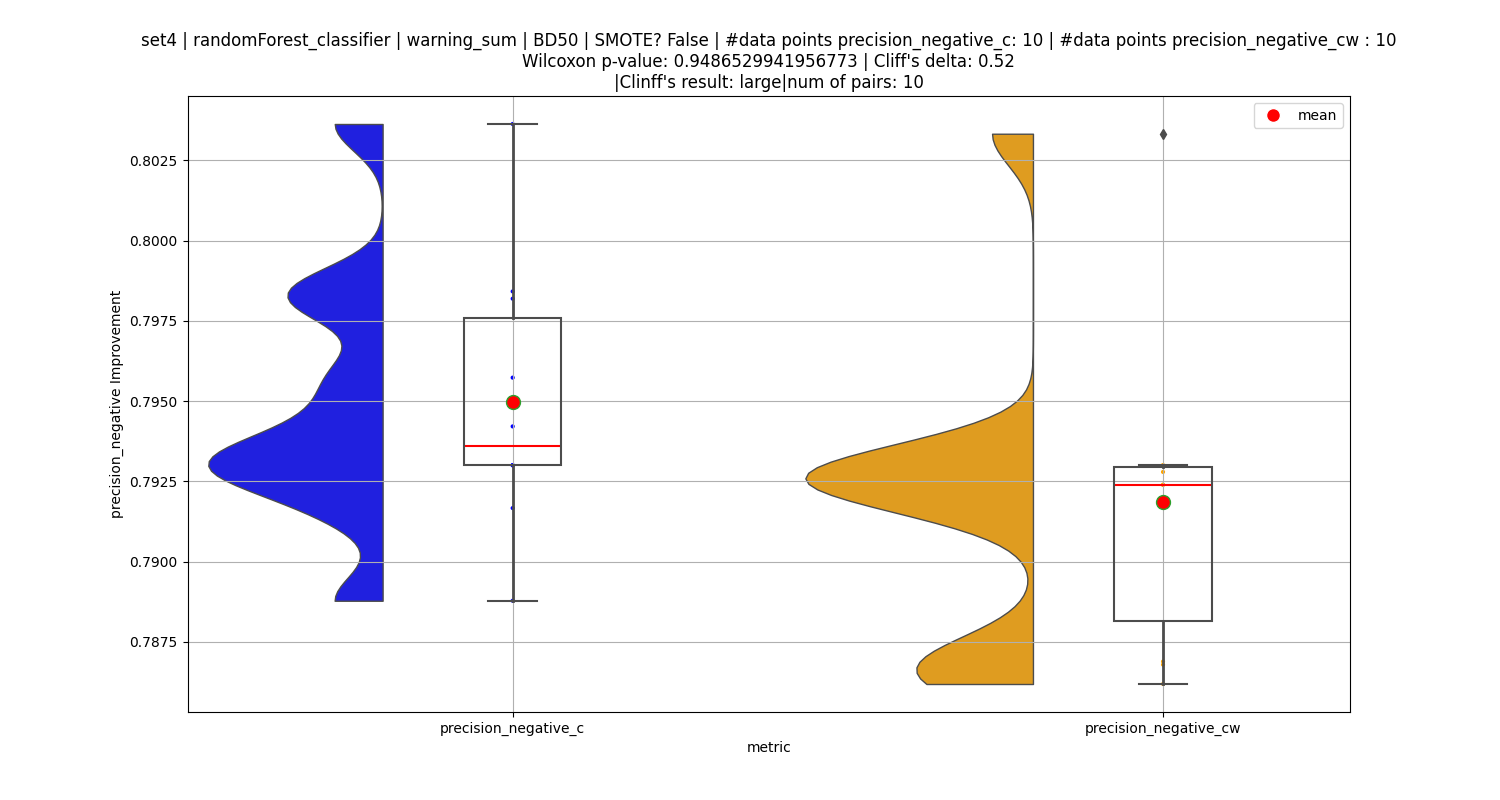 set4 | randomForest_classifier | warning_sum | BD50 | SMOTE? False | #data points precision_negative_c: 10 | #data points precision_negative_cw : 10
Wilcoxon p-value: 0.9486529941956773 | Cliff's delta: 0.52
|Clinff's result: large|num of pairs: 10
mean
0.8025
0.8000
0.7975
0.7950
0.7925
0.7900
0.7875
precision_negative Improvement
precision_negative_c
precision_negative_cw
metric